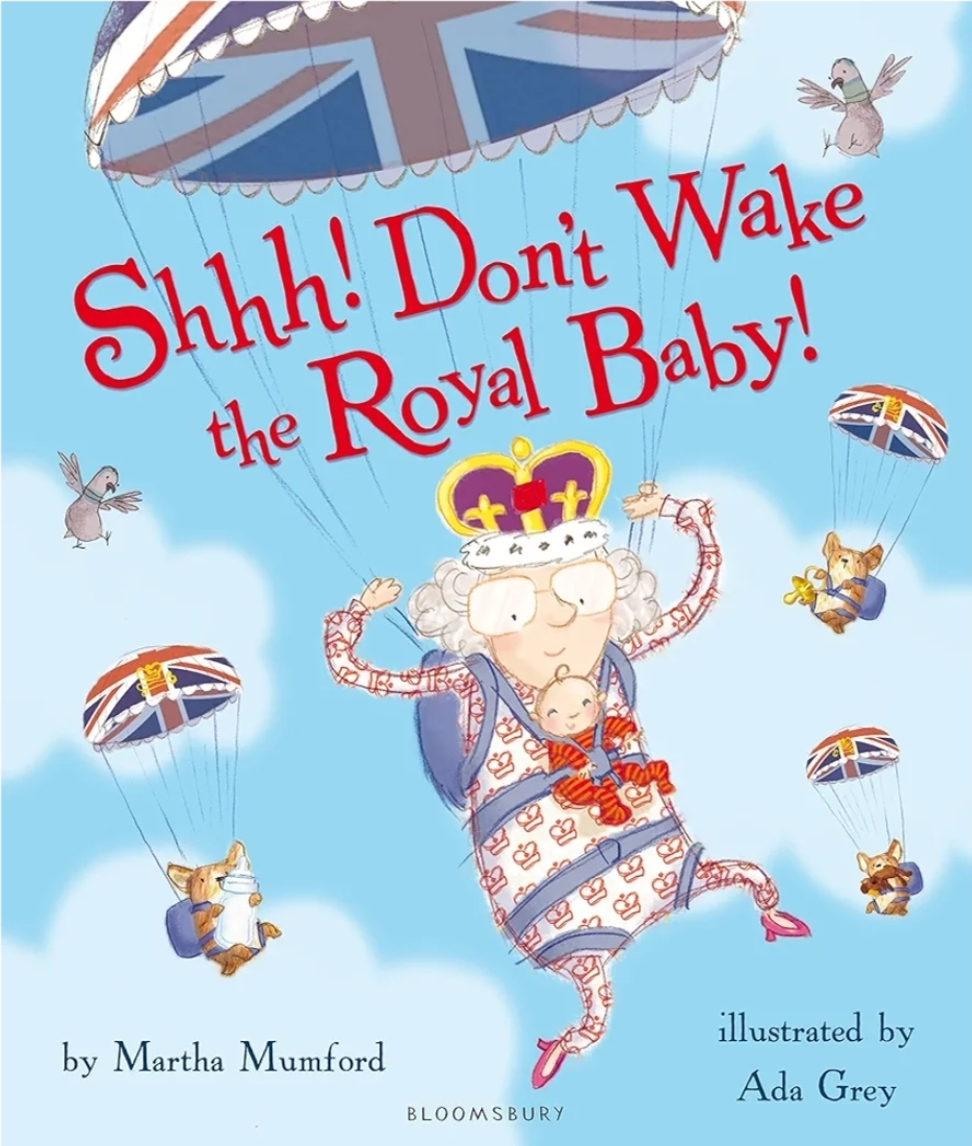 Shhh! Don't Wake
the Royal Baby!
by Martha Mumford
illustrated by
Ada Grey
BLOOMSBURY